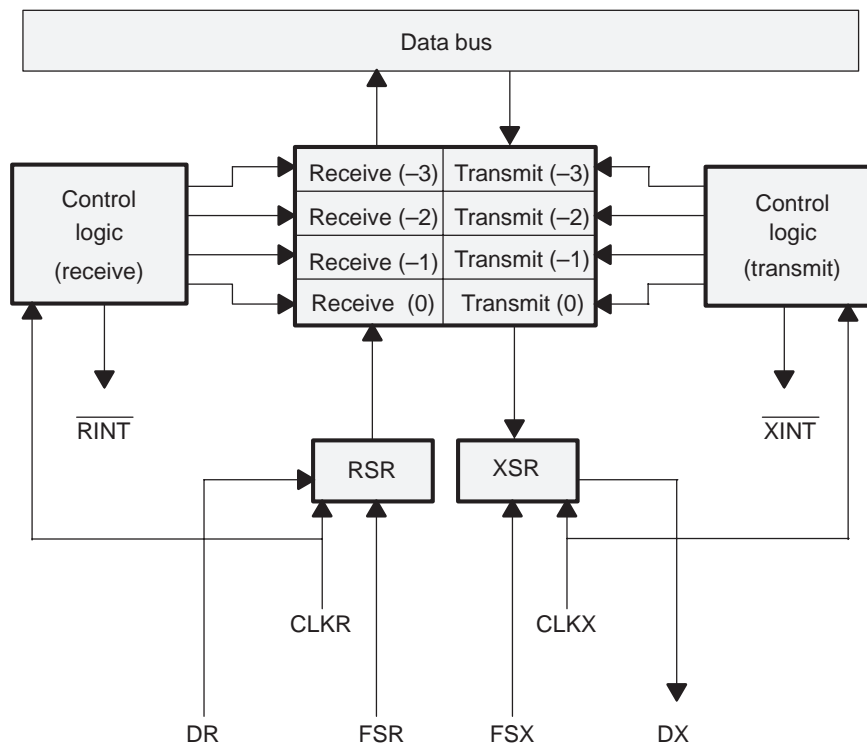 Data bus
Receive (–3) Transmit (–3)
Control
logic
(receive)
Receive (–2) Transmit (–2)
Control
logic
(transmit)
Receive (–1) Transmit (–1)
Receive (0) Transmit (0)
RINT
XINT
RSR
XSR
CLKR
CLKX
DR
FSR
FSX
DX